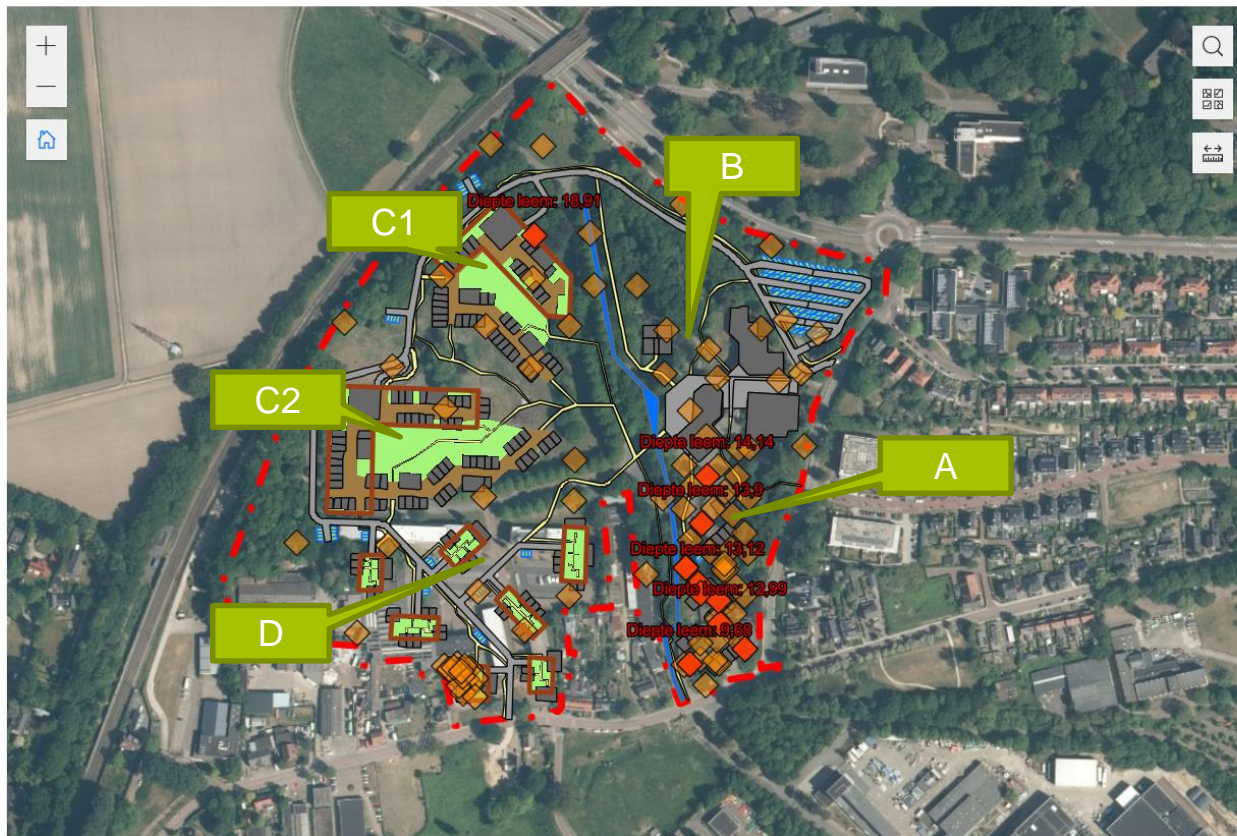 Diepte leem: 18,91
B
C1
C2
Diepte leem: 14,14
A
Diepte leem: 13,9
Diepte leem: 13,12
Diepte leem: 12,99
D
Diepte leem: 9,68